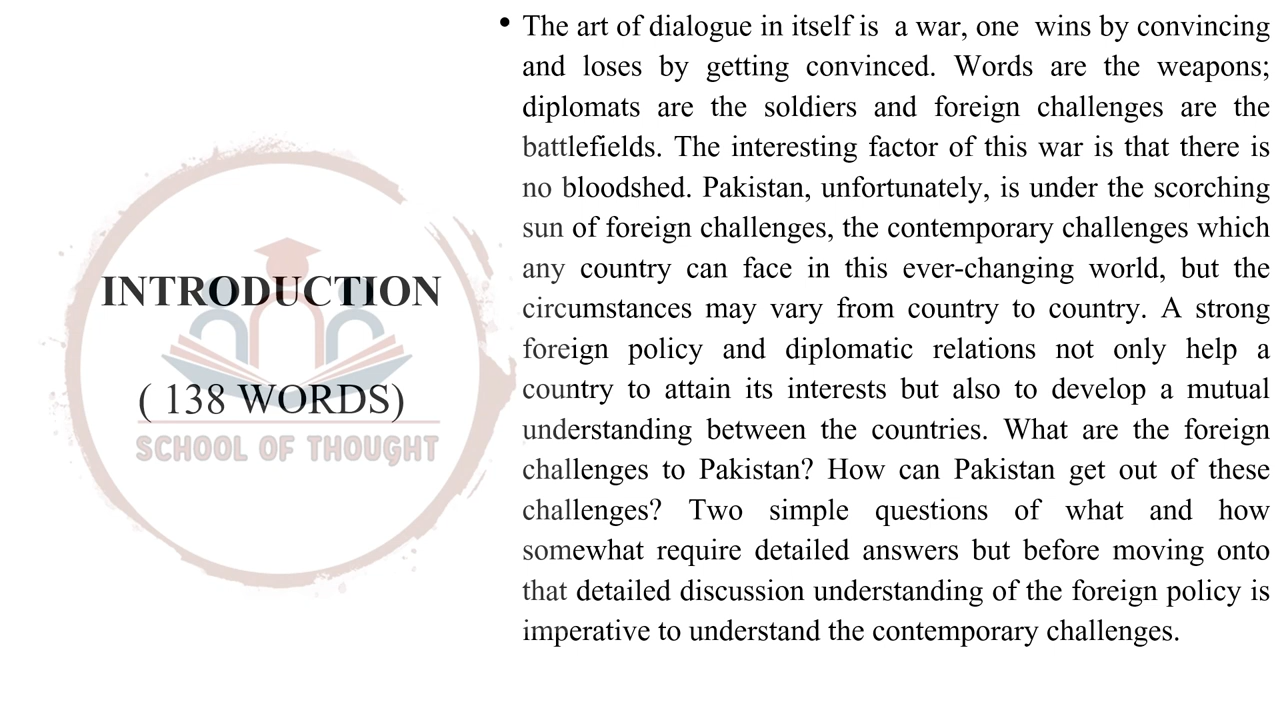 INTRODUCTION
( 138 WORDS)
SCHOOL OF THOUGHT
• The art of dialogue in itself is  a war, one  wins by convincing
and loses by getting convinced. Words are the weapons;
diplomats are the soldiers and foreign challenges are the
battlefields. The interesting factor of this war is that there is
no bloodshed. Pakistan, unfortunately, is under the scorching
sun of foreign challenges, the contemporary challenges which
any country can face in this ever-changing world, but the
circumstances may vary from country to country. A strong
foreign policy and diplomatic relations not only help a
country to attain its interests but also to develop a mutual
understanding between the countries. What are the foreign
challenges to Pakistan? How can Pakistan get out of these
challenges? Two simple questions of what and how
somewhat require detailed answers but before moving onto
that detailed discussion understanding of the foreign policy is
imperative to understand the contemporary challenges.